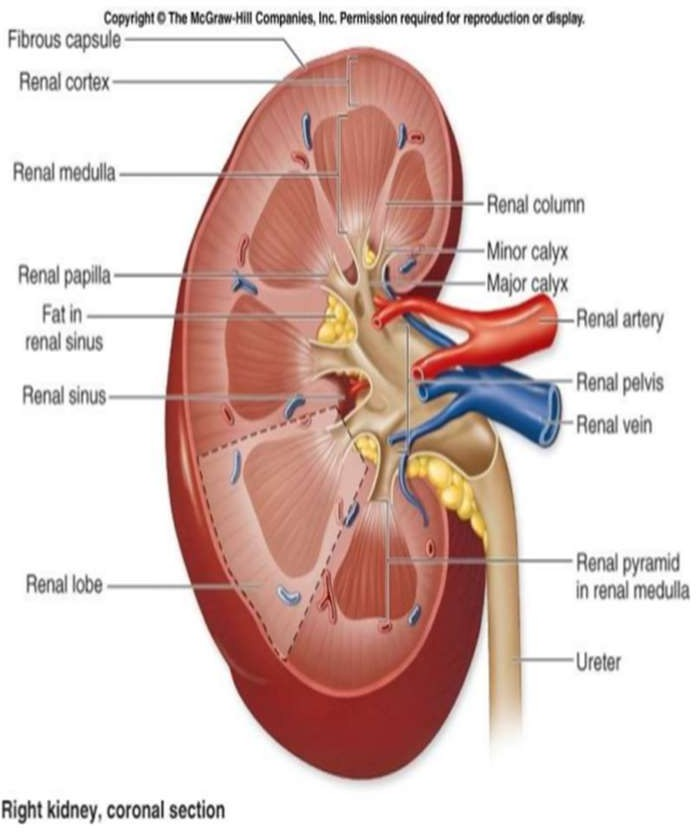 Copyright © The McGraw-Hill Companies, Inc. Permission required for reproduction or display.
Fibrous capsule
Renal cortex
Renal medulla
Renal column
Minor calyx
Major calyx
Renal papilla
Fat in
renal sinus
Renal artery
Renal sinus
Renal pelvis
Renal vein
Renal lobe
Renal pyramid
in renal medulla
Ureter
Right kidney, coronal section